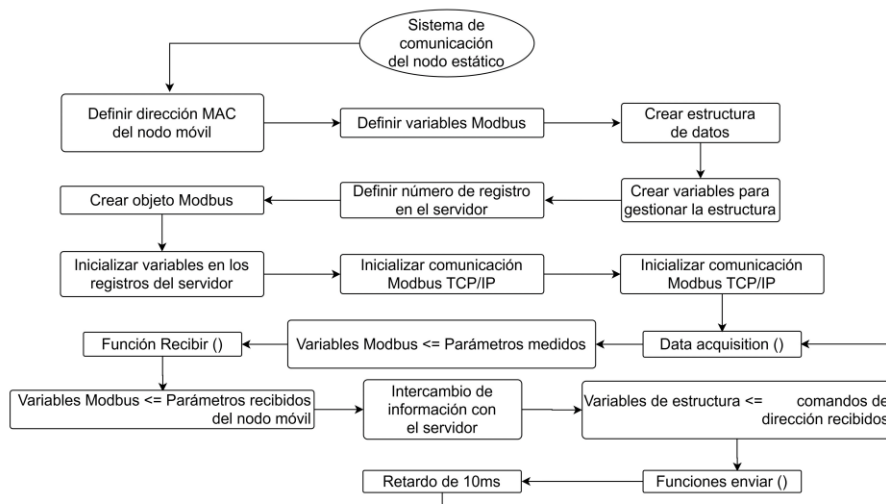 Sistema de
comunicación
del nodo estático
Definir dirección MAC
del nodo móvil
Definir variables Modbus
Crear estructura
de datos
Crear variables para
gestionar la estructura
Definir número de registro
en el servidor
Crear objeto Modbus
Inicializar variables en los
registros del servidor
Inicializar comunicación
Modbus TCP/IP
Inicializar comunicación
Modbus TCP/IP
Data acquisition ()
Variables Modbus <= Parámetros medidos
Función Recibir ()
Variables Modbus <= Parámetros recibidos
del nodo móvil
Intercambio de
información con
el servidor
Variables de estructura <= comandos de
dirección recibidos
Funciones enviar ()
Retardo de 10ms